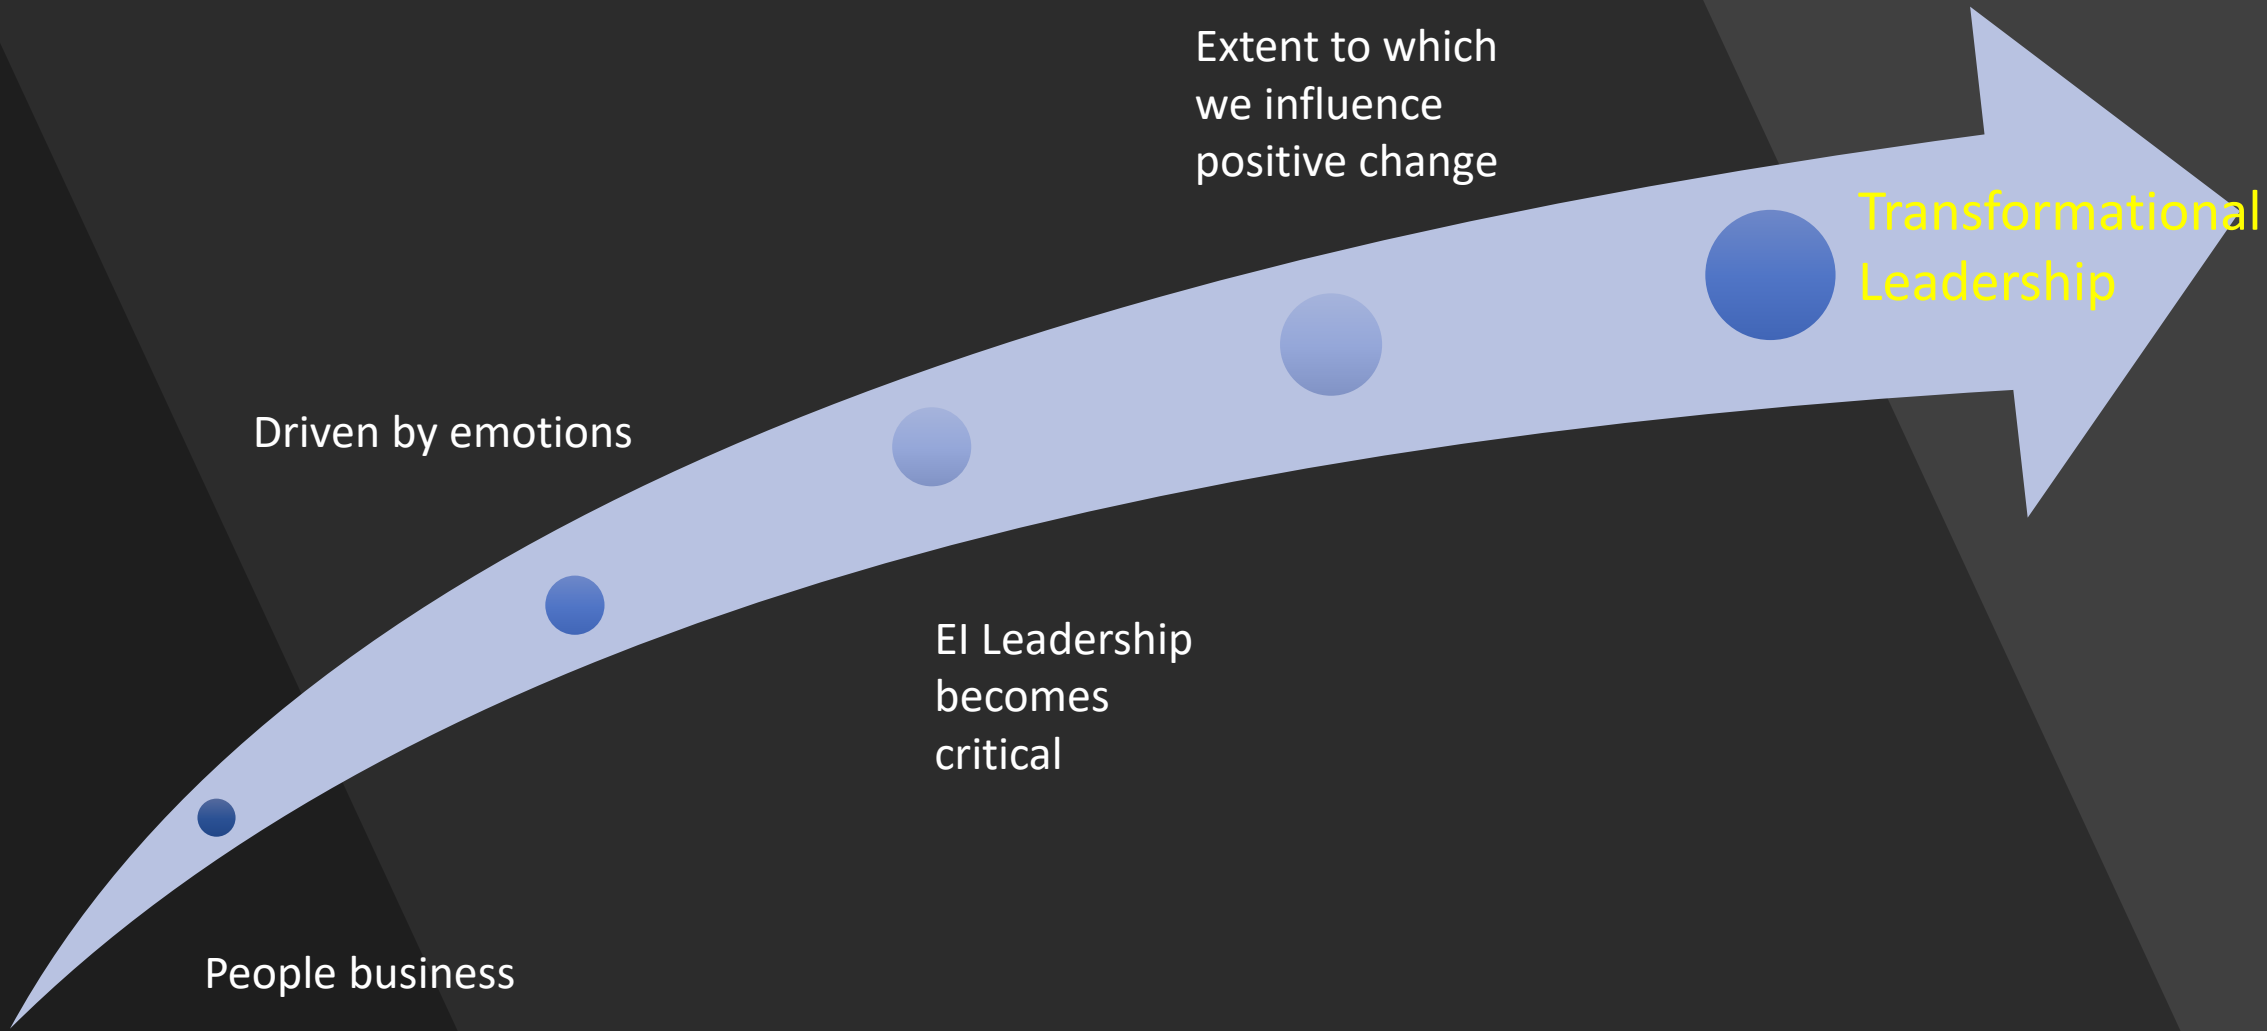 Extent to which
we influence
positive change
Transformational
Leadership
Driven by emotions
EI Leadership
becomes
critical
People business